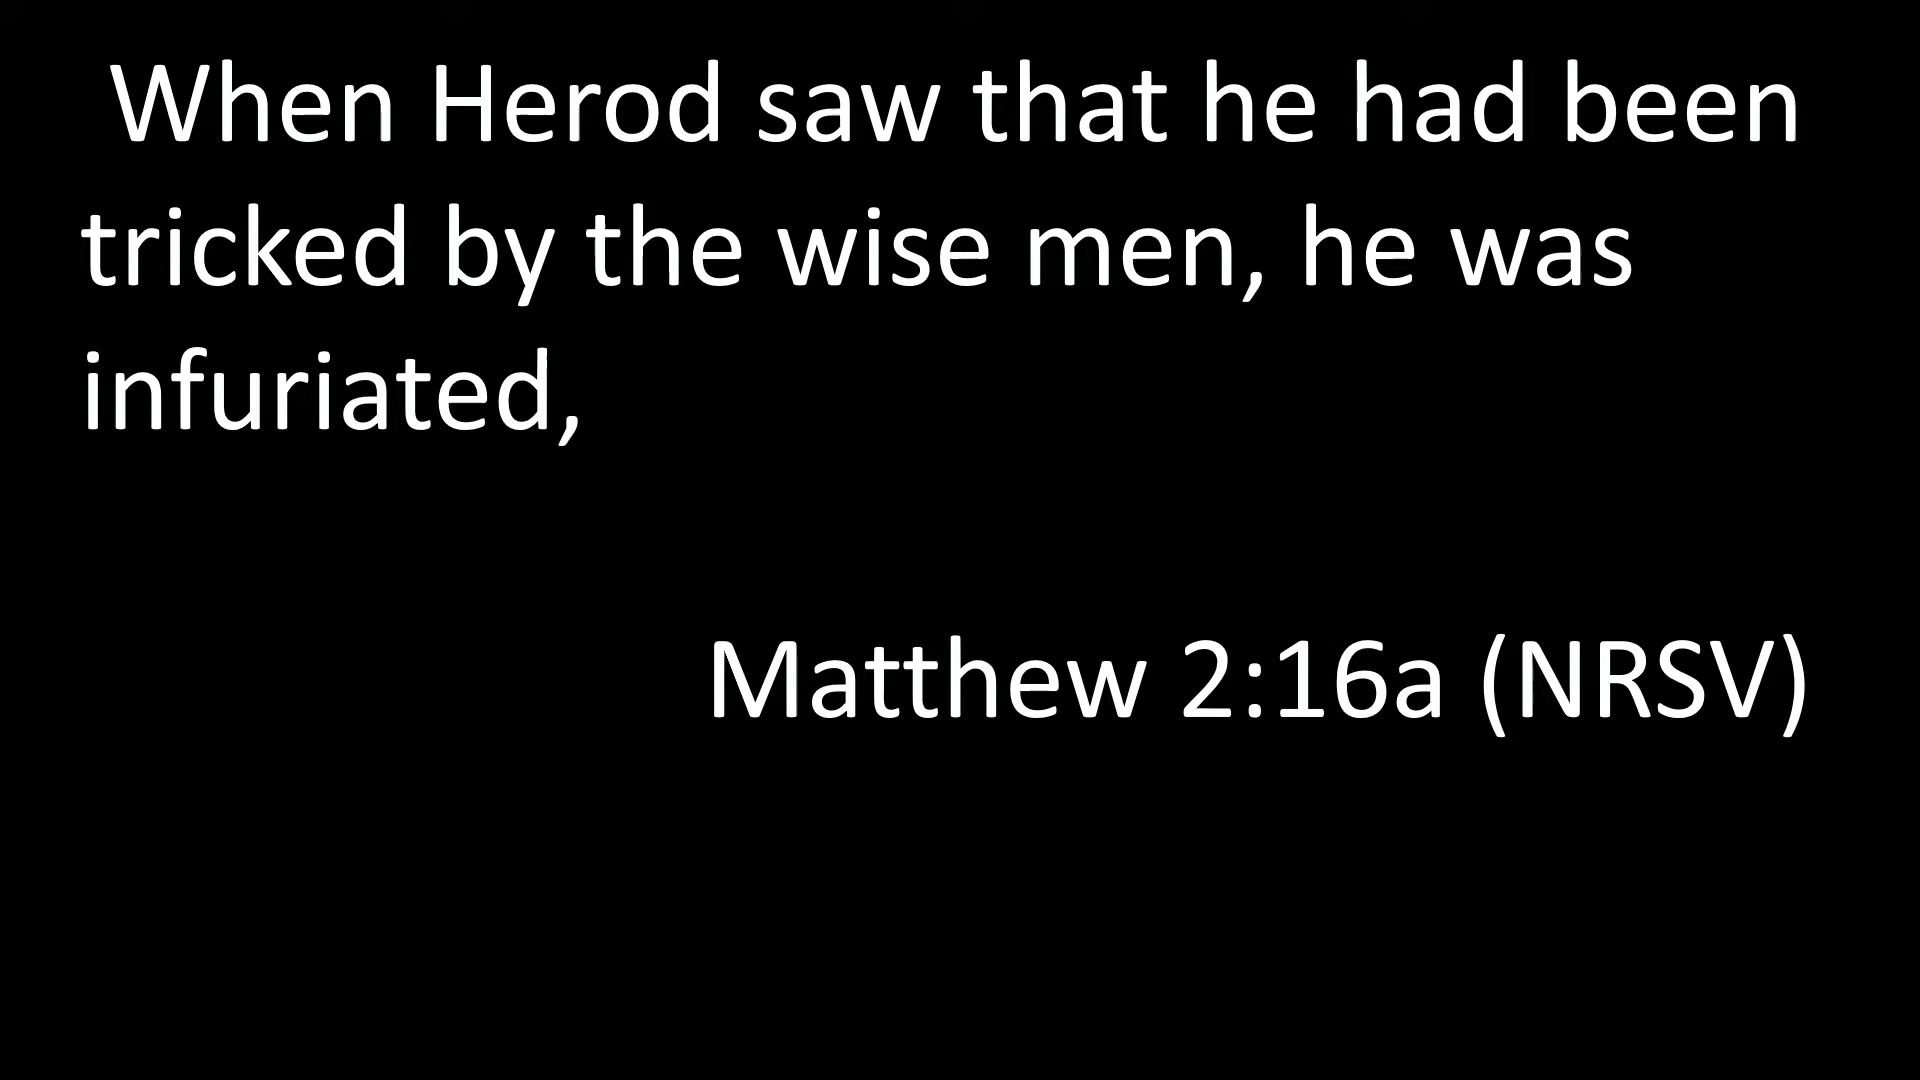 When Herod saw that he had been
tricked by the wise men, he was
infuriated,
Matthew 2:16a (NRSV)